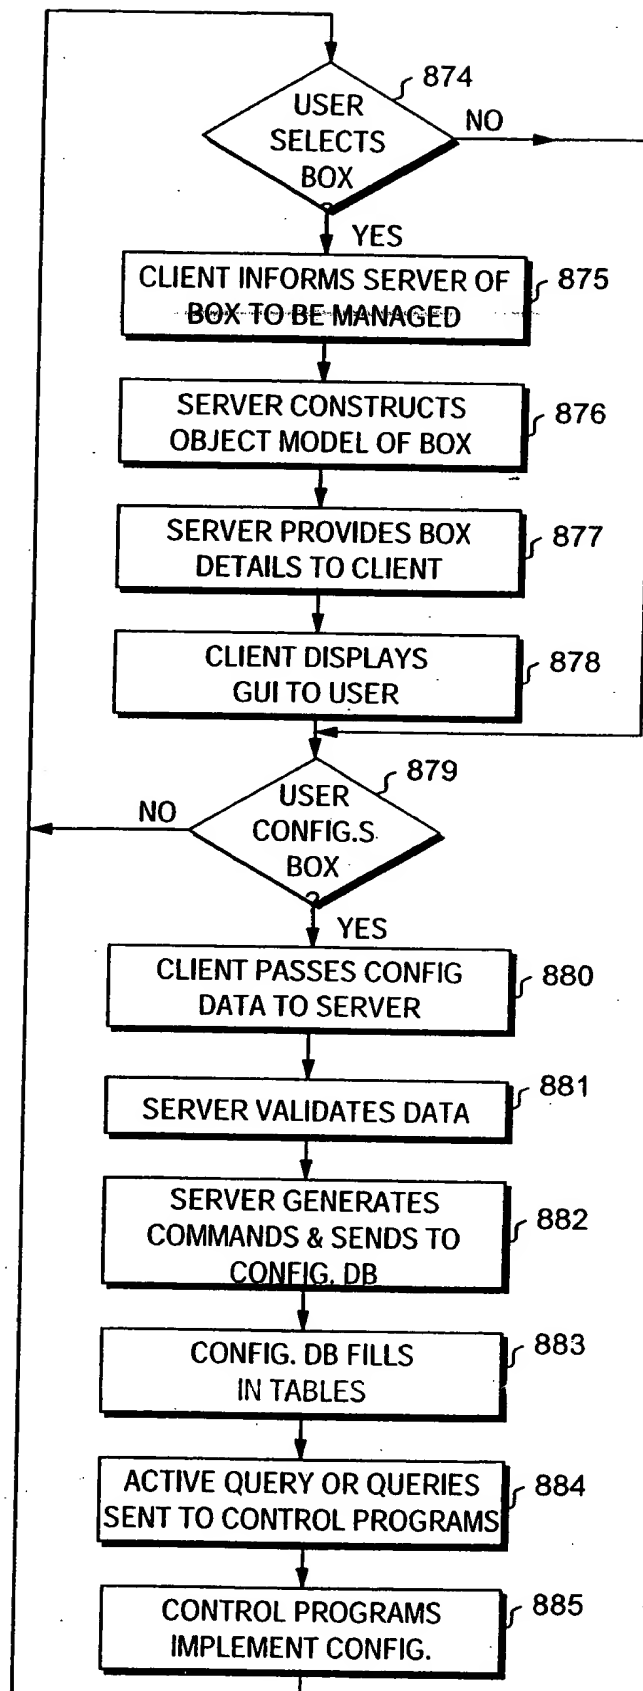 874
USER
SELECTS
BOX
?
NO
YES
CLIENT INFORMS SERVER OF
BOX TO BE MANAGED
875
SERVER CONSTRUCTS
OBJECT MODEL OF BOX
876
SERVER PROVIDES BOX
DETAILS TO CLIENT
877
CLIENT DISPLAYS
GUI TO USER
878
879
USER
CONFIG.S
BOX
?
NO
YES
CLIENT PASSES CONFIG
DATA TO SERVER
880
SERVER VALIDATES DATA
881
SERVER GENERATES
COMMANDS & SENDS TO
CONFIG. DB
882
CONFIG. DB FILLS
IN TABLES
883
ACTIVE QUERY OR QUERIES
SENT TO CONTROL PROGRAMS
884
CONTROL PROGRAMS
IMPLEMENT CONFIG.
885